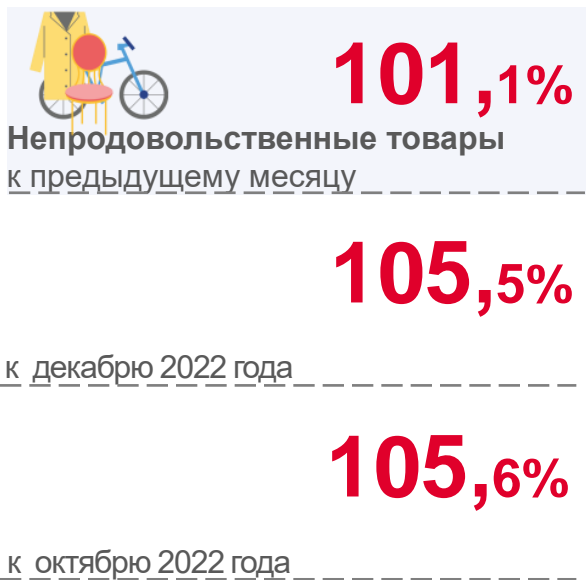 101,1%
Непродовольственные товары
к предыдущему месяцу
105,5%
к декабрю 2022 года
105,6%
к октябрю 2022 года